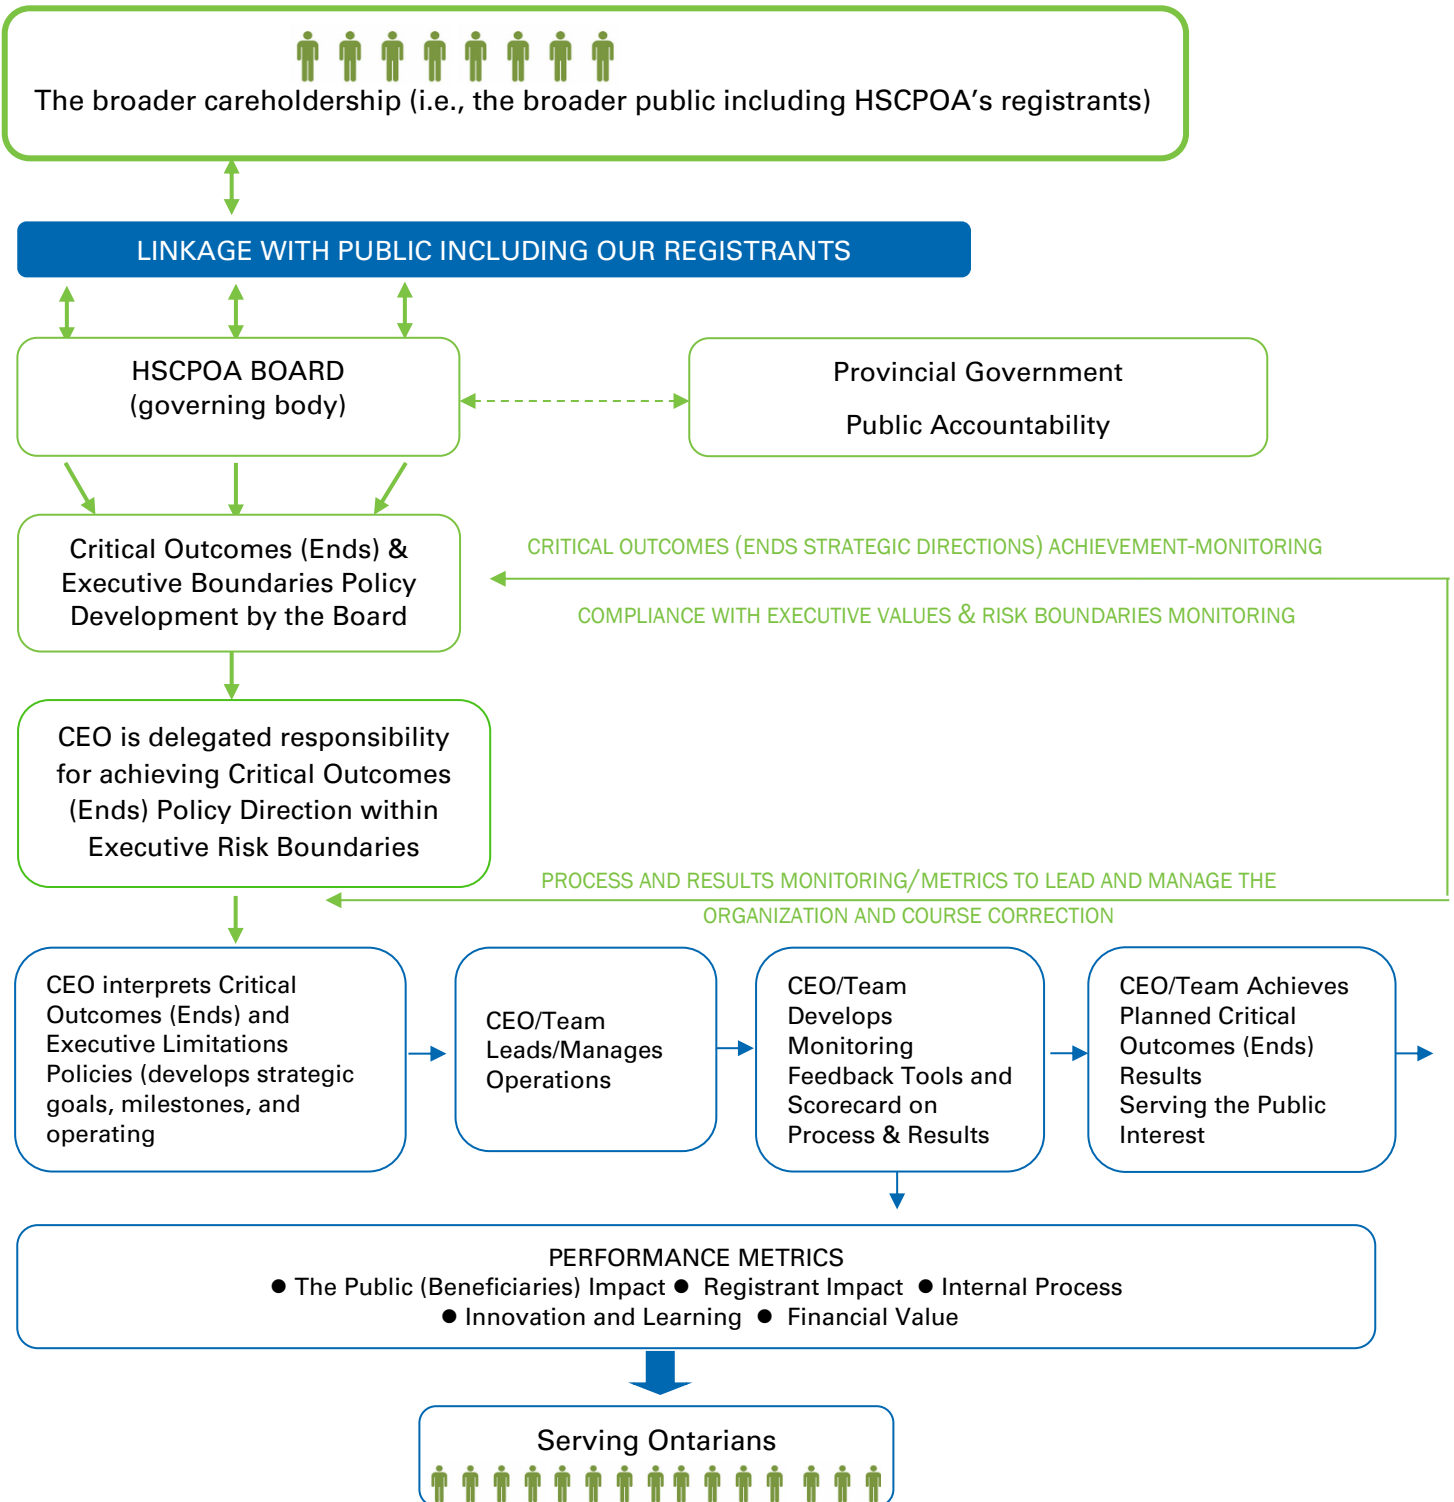 The broader careholdership (i.e., the broader public including HSCPOA's registrants)
LINKAGE WITH PUBLIC INCLUDING OUR REGISTRANTS
HSCPOA BOARD
(governing body)
Provincial Government
Public Accountability
Critical Outcomes (Ends) &
Executive Boundaries Policy
Development by the Board
CRITICAL OUTCOMES (ENDS STRATEGIC DIRECTIONS) ACHIEVEMENT-MONITORING
COMPLIANCE WITH EXECUTIVE VALUES & RISK BOUNDARIES MONITORING
CEO is delegated responsibility
for achieving Critical Outcomes
(Ends) Policy Direction within
Executive Risk Boundaries
PROCESS AND RESULTS MONITORING/METRICS TO LEAD AND MANAGE THE
ORGANIZATION AND COURSE CORRECTION
CEO interprets Critical
Outcomes (Ends) and
Executive Limitations
Policies (develops strategic
goals, milestones, and
operating
CEO/Team
Leads/Manages
Operations
CEO/Team
Develops
Monitoring
Feedback Tools and
Scorecard on
Process & Results
CEO/Team Achieves
Planned Critical
Outcomes (Ends)
Results
Serving the Public
Interest
PERFORMANCE METRICS
● The Public (Beneficiaries) Impact ● Registrant Impact ● Internal Process
● Innovation and Learning ● Financial Value
Serving Ontarians